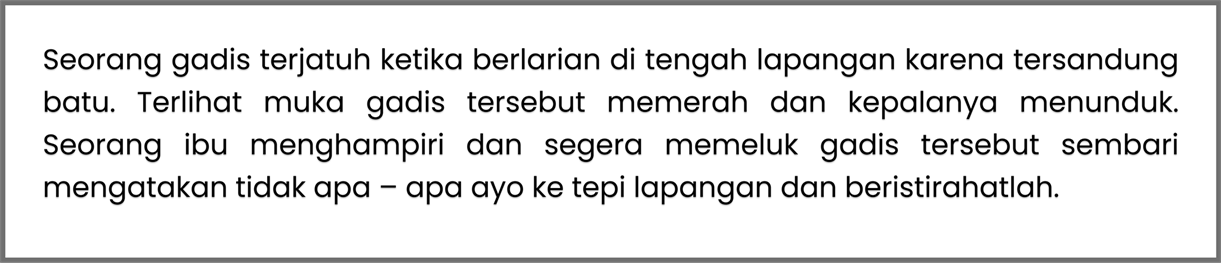 Seorang gadis terjatuh ketika berlarian di tengah lapangan karena tersandung
batu. Terlihat muka gadis tersebut memerah dan kepalanya menunduk.
Seorang ibu menghampiri dan segera memeluk gadis tersebut sembari
mengatakan tidak apa – apa ayo ke tepi lapangan dan beristirahatlah.